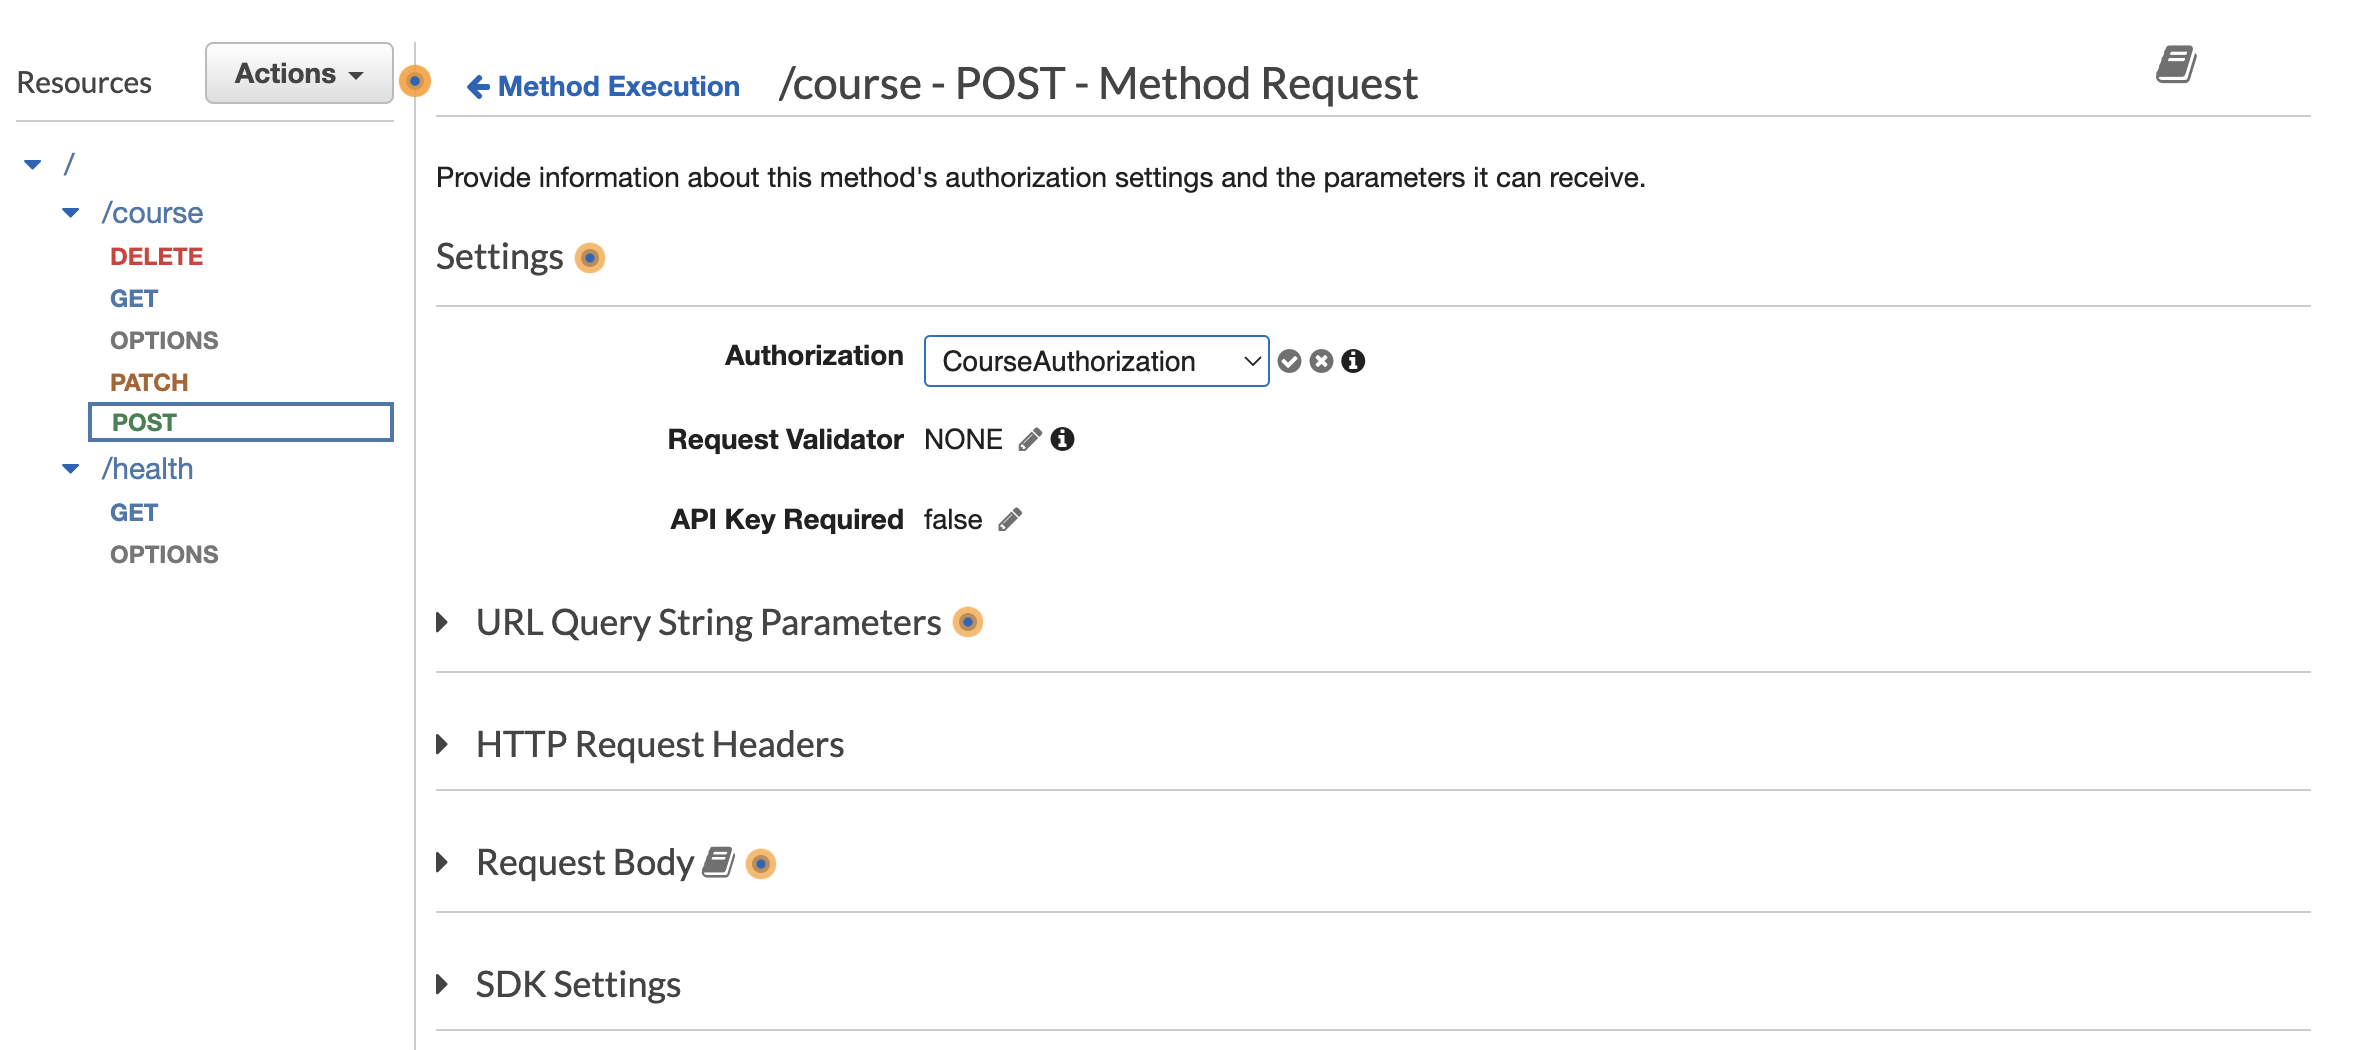 Resources
Actions
Method Execution
/course - POST - Method Request
Provide information about this method's authorization settings and the parameters it can receive.
/
/course
DELETE
GET
OPTIONS
PATCH
POST
/health
GET
OPTIONS
Settings
Authorization CourseAuthorization
Request Validator NONE
API Key Required false
URL Query String Parameters
HTTP Request Headers
Request Body
SDK Settings